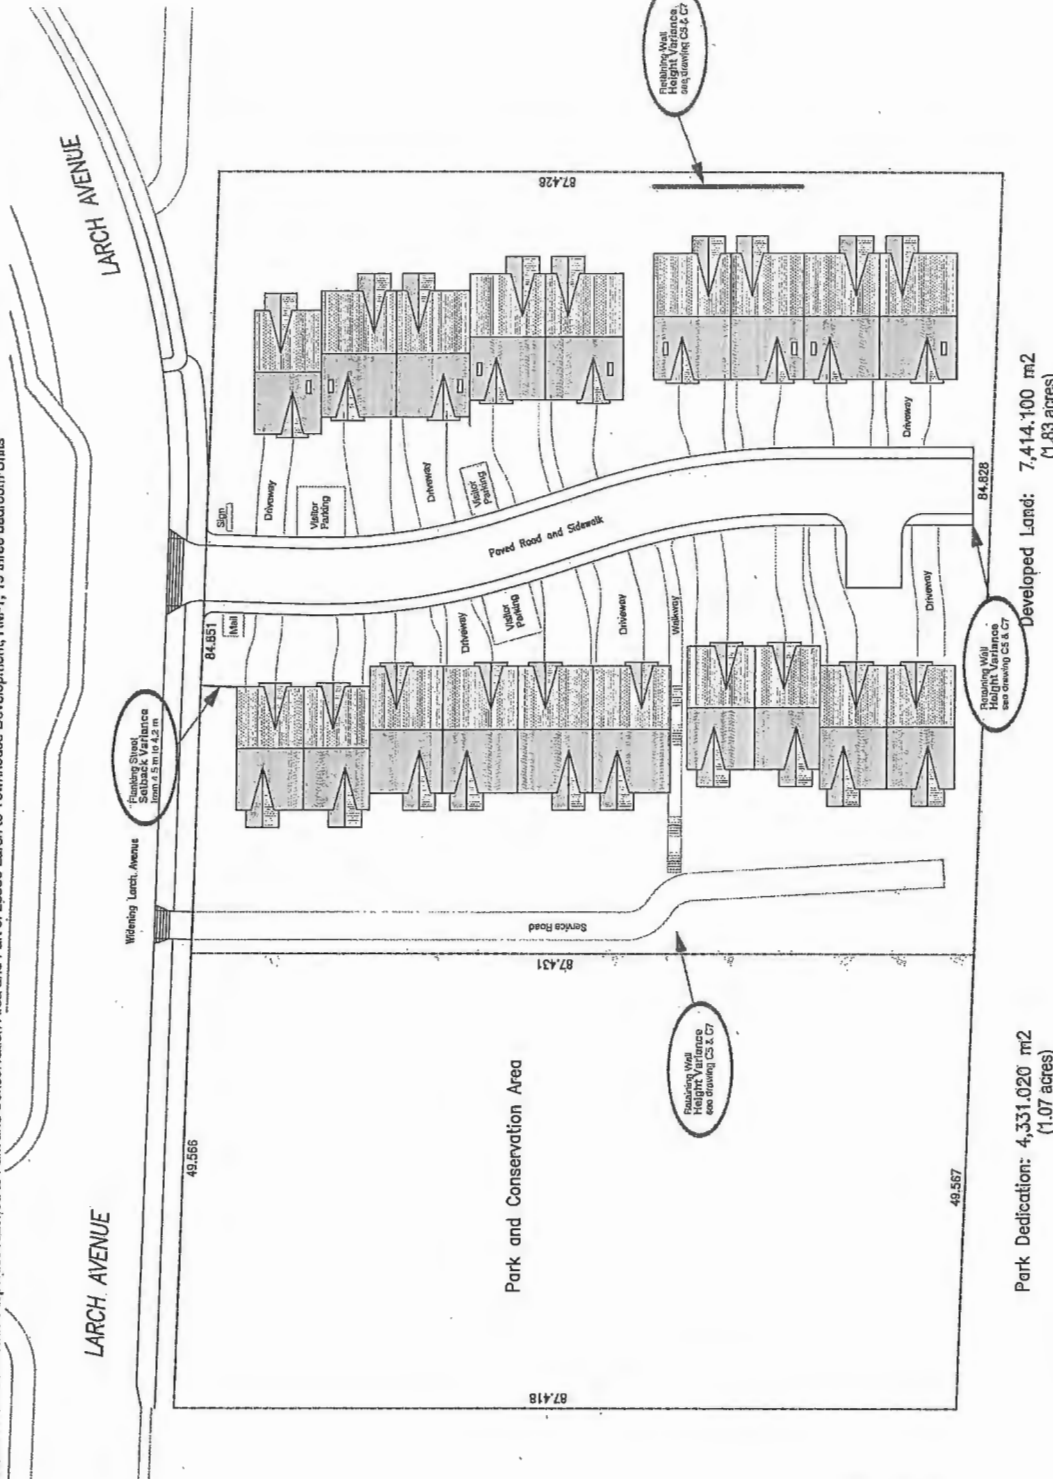 LARCH AVENUE
LARCH AVENUE
Widening Larch Avenue
Flanking Street
Setback Variance
from 4.5 m to 4.2 m
Retaining Wall
Height Variance
see drawing C5 & C7
49.566
84.851
Mail
Sign
87.428
Driveway
Visitor
Parking
Driveway
Visitor
Parking
Paved Road and Sidewalk
Driveway
Visitor
Parking
Driveway
Walkway
Driveway
Driveway
Service Road
87.431
Park and Conservation Area
Retaining Wall
Height Variance
see drawing C5 & C7
87.418
49.567
84.828
Retaining Wall
Height Variance
see drawing C5 & C7
Park Dedication: 4,331.020 m2
(1.07 acres)
Developed Land: 7,414.100 m2
(1.83 acres)